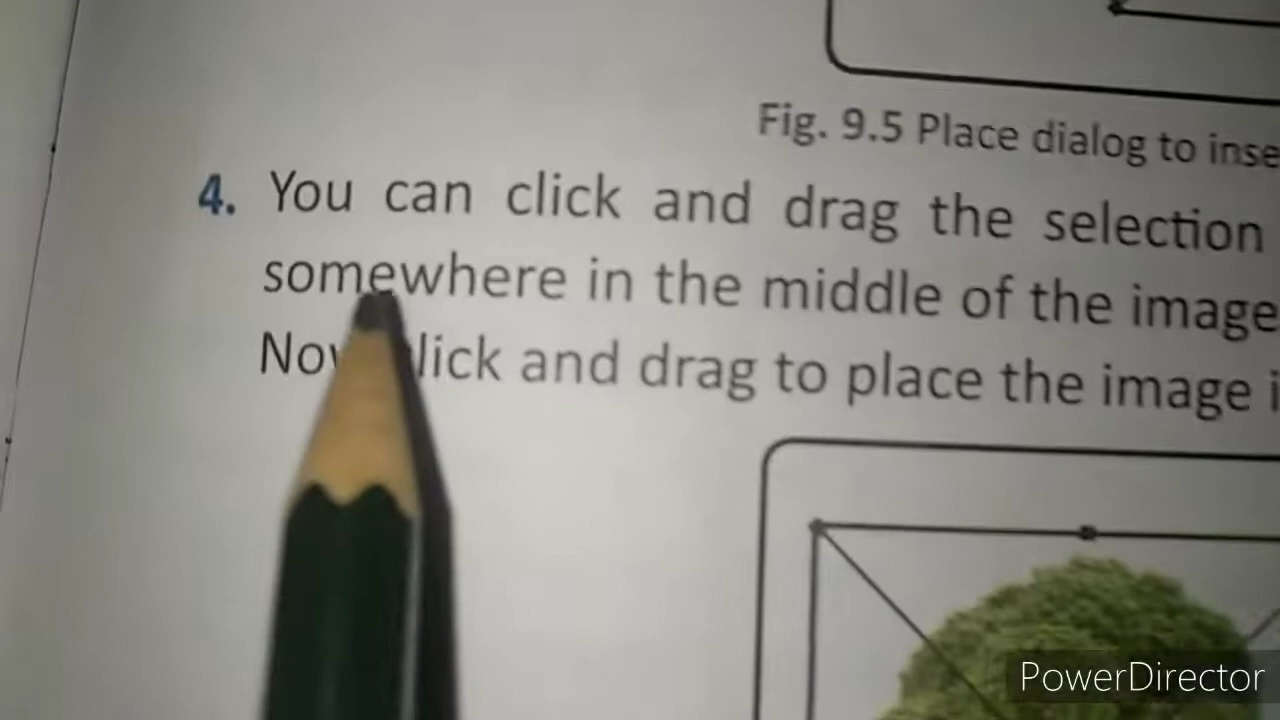 Fig. 9.5 Place dialog to inse
4. You can click and drag the selection
somewhere in the middle of the image
click and drag to place the image i
PowerDirector